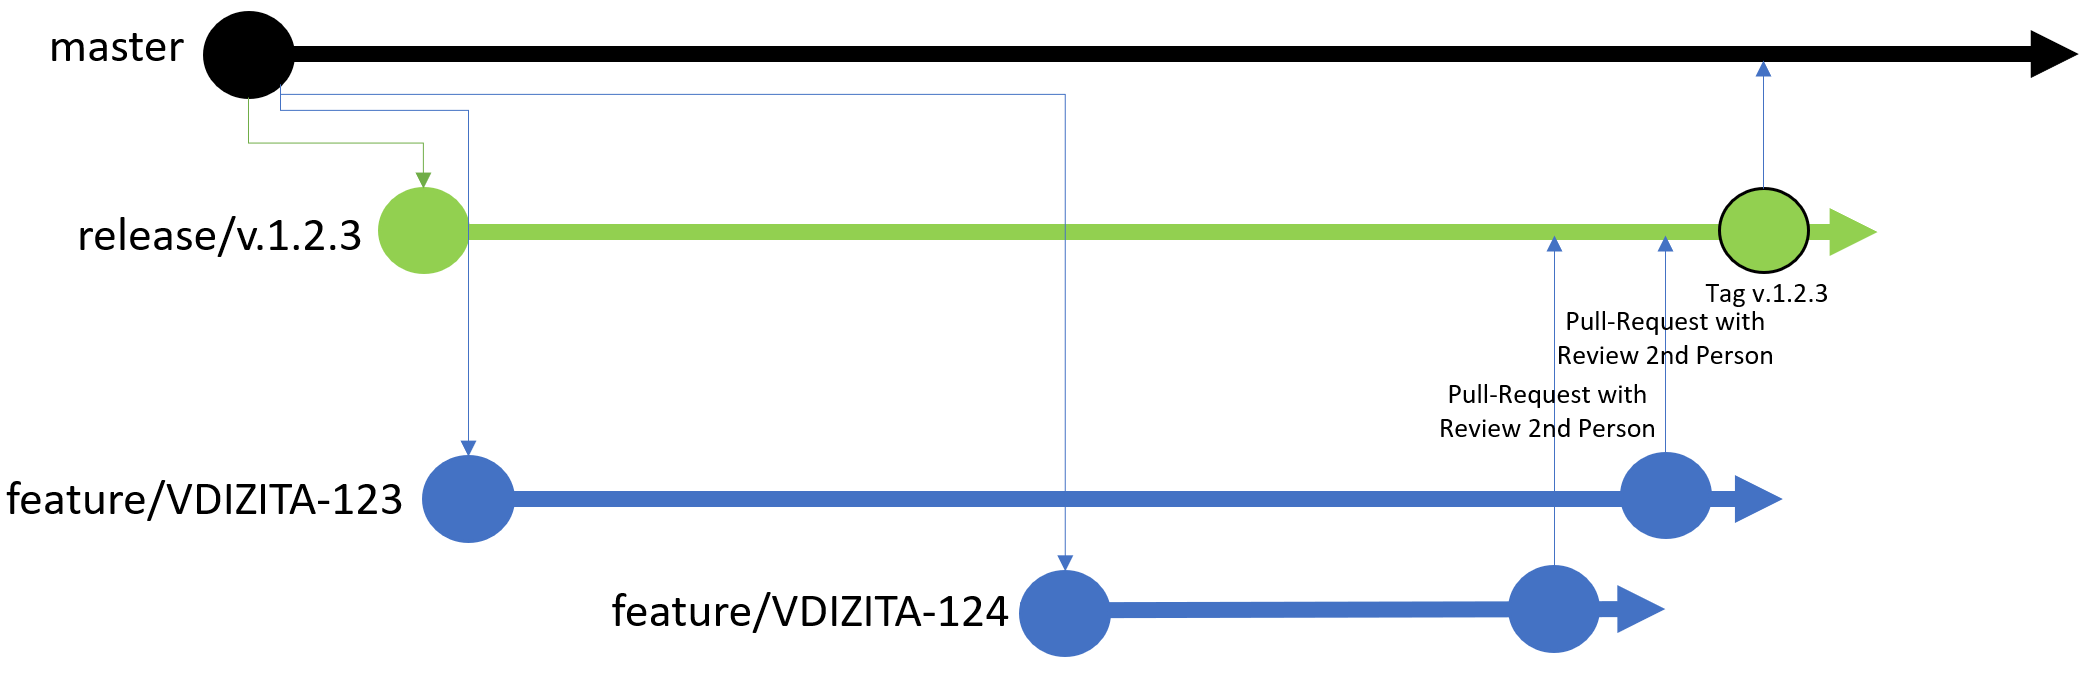 master
release/v.1.2.3
Tag v.1.2.3
Pull-Request with
Review 2nd Person
Pull-Request with
Review 2nd Person
feature/VDIZITA-123
feature/VDIZITA-124